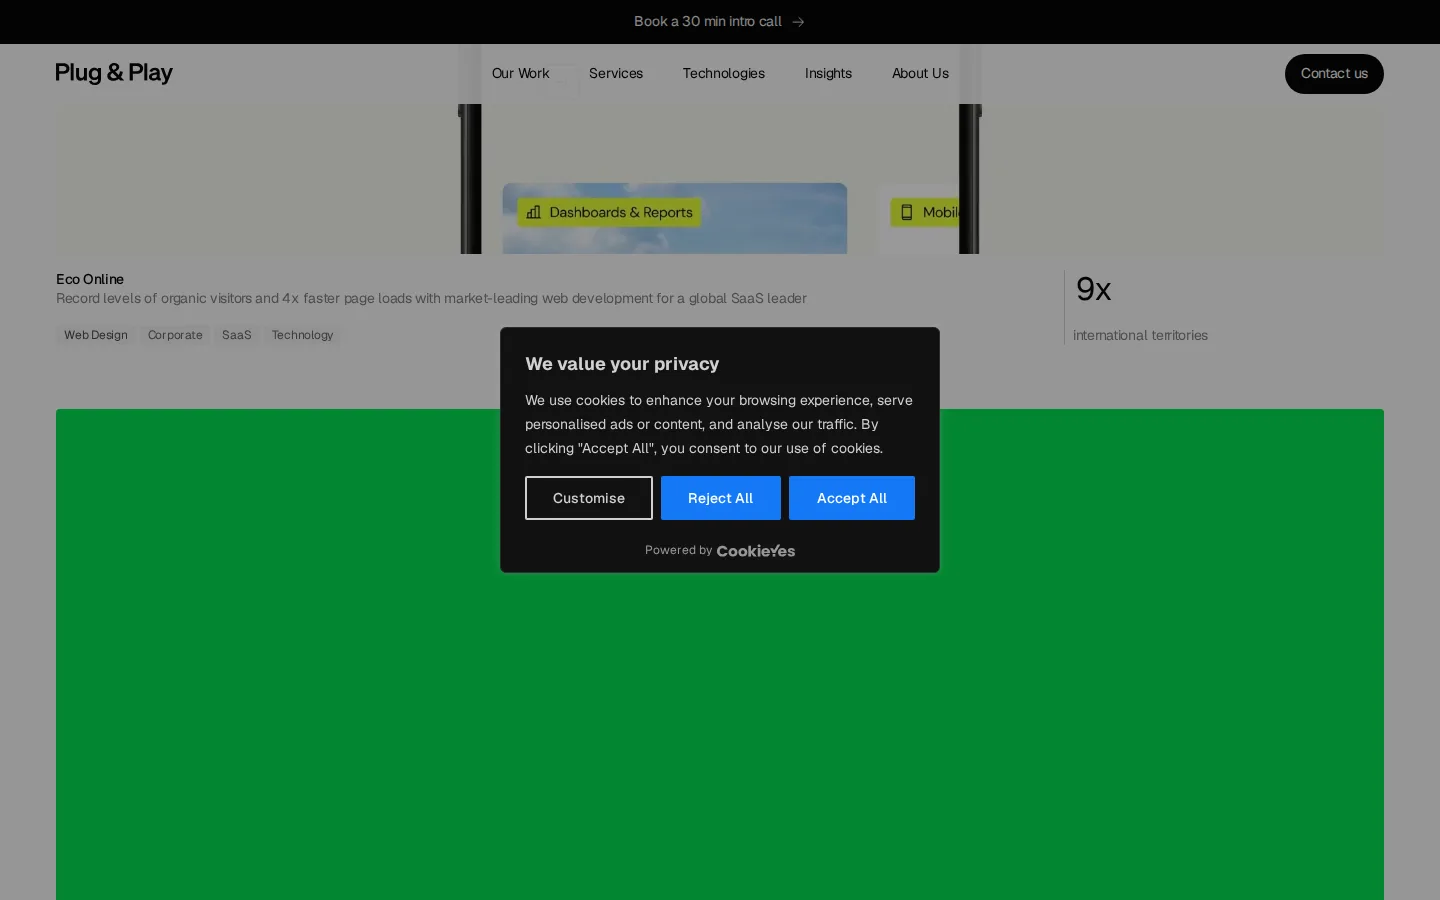 Book a 30 min intro call →
Plug & Play
Our Work
Services
Technologies
Insights
About Us
Contact us
Dashboards & Reports
Mobil
Eco Online
Record levels of organic visitors and 4x faster page loads with market-leading web development for a global SaaS leader
Web Design
Corporate
SaaS
Technology
9x
international territories
We value your privacy
We use cookies to enhance your browsing experience, serve
personalised ads or content, and analyse our traffic. By
clicking "Accept All", you consent to our use of cookies.
Customise
Reject All
Accept All
Powered by CookieYes